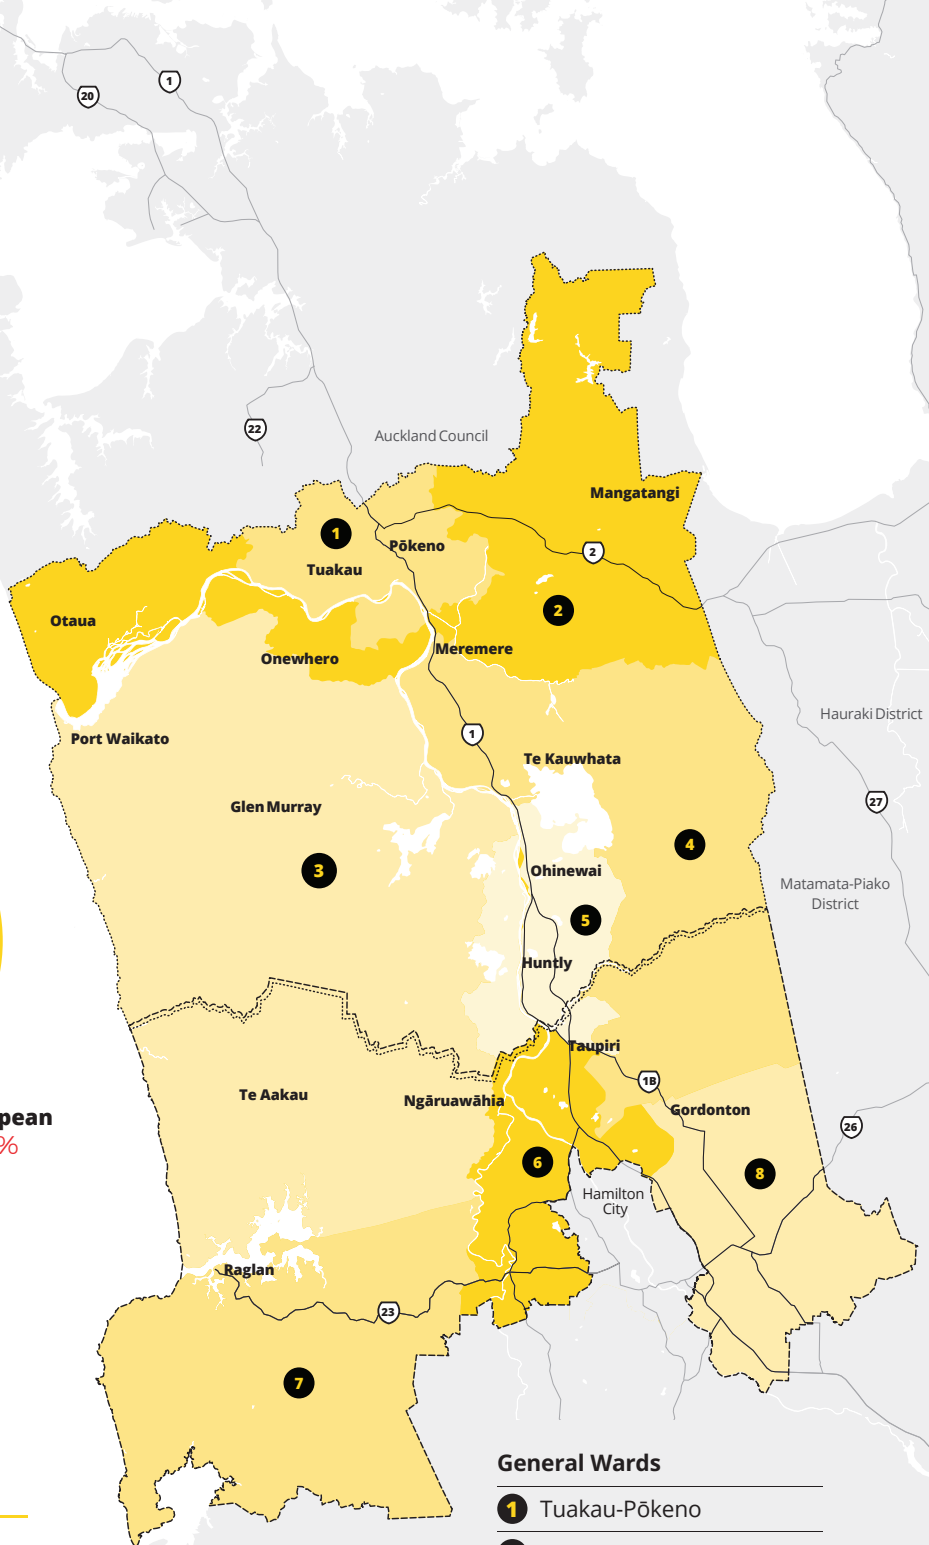 1
20
22
Auckland Council
Mangatangi
1
Pōkeno
2
Tuakau
2
Otaua
Meremere
Onewhero
Hauraki District
1
Port Waikato
Te Kauwhata
27
Glen Murray
4
3
Ohinewai
Matamata-Piako
District
5
Huntly
Taupiri
1B
Te Aakau
Ngāruawāhia
Gordonton
pean
26
%
6
8
Hamilton
City
Raglan
23
7
General Wards
1 Tuakau-Pōkeno